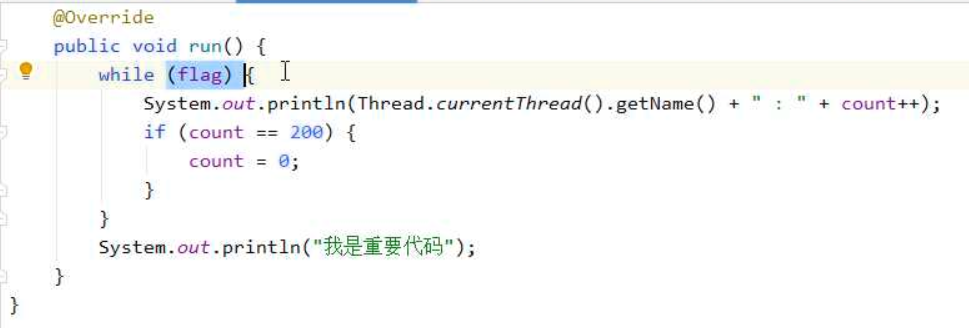 @Override
public void run() {
while (flag) {
System.out.println(Thread.currentThread().getName() + " : " + count++);
if (count == 200) {
count = 0;
}
}
System.out.println("我是重要代码");
}
}